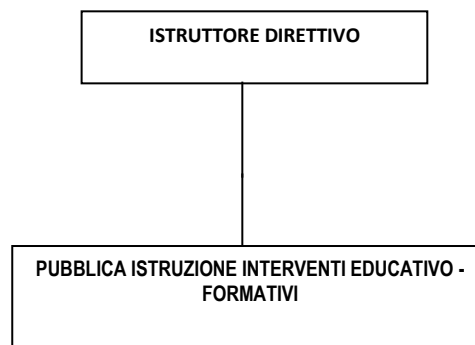 ISTRUTTORE DIRETTIVO
PUBBLICA ISTRUZIONE INTERVENTI EDUCATIVO -
FORMATIVI